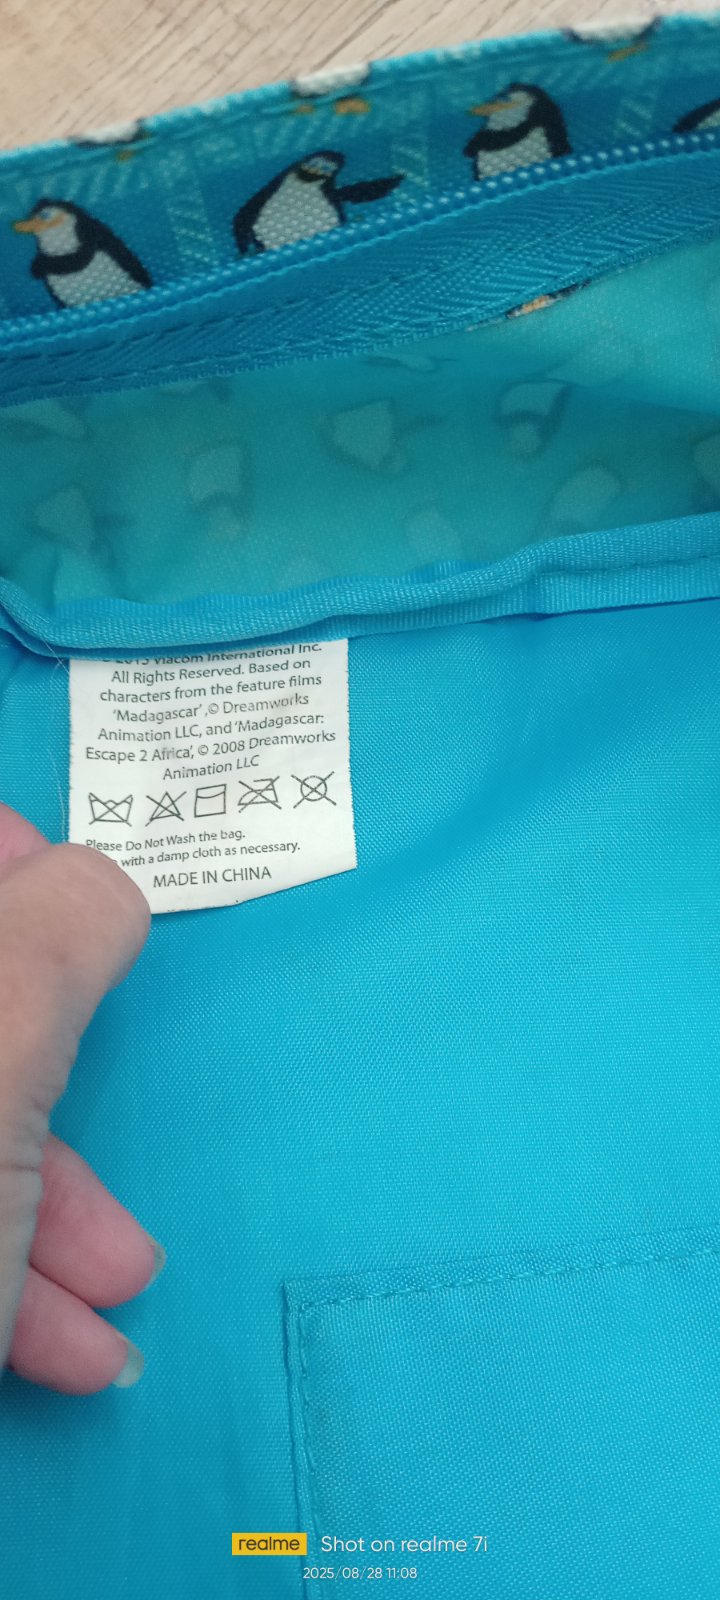 © 2013 Viacom International Inc.
All Rights Reserved. Based on
characters from the feature films
'Madagascar',© Dreamworks
Animation LLC, and 'Madagascar:
Escape 2 Africa', © 2008 Dreamworks
Animation LLC
Please Do Not Wash the bag.
with a damp cloth as necessary.
MADE IN CHINA
realme Shot on realme 7i
2025/08/28 11:08